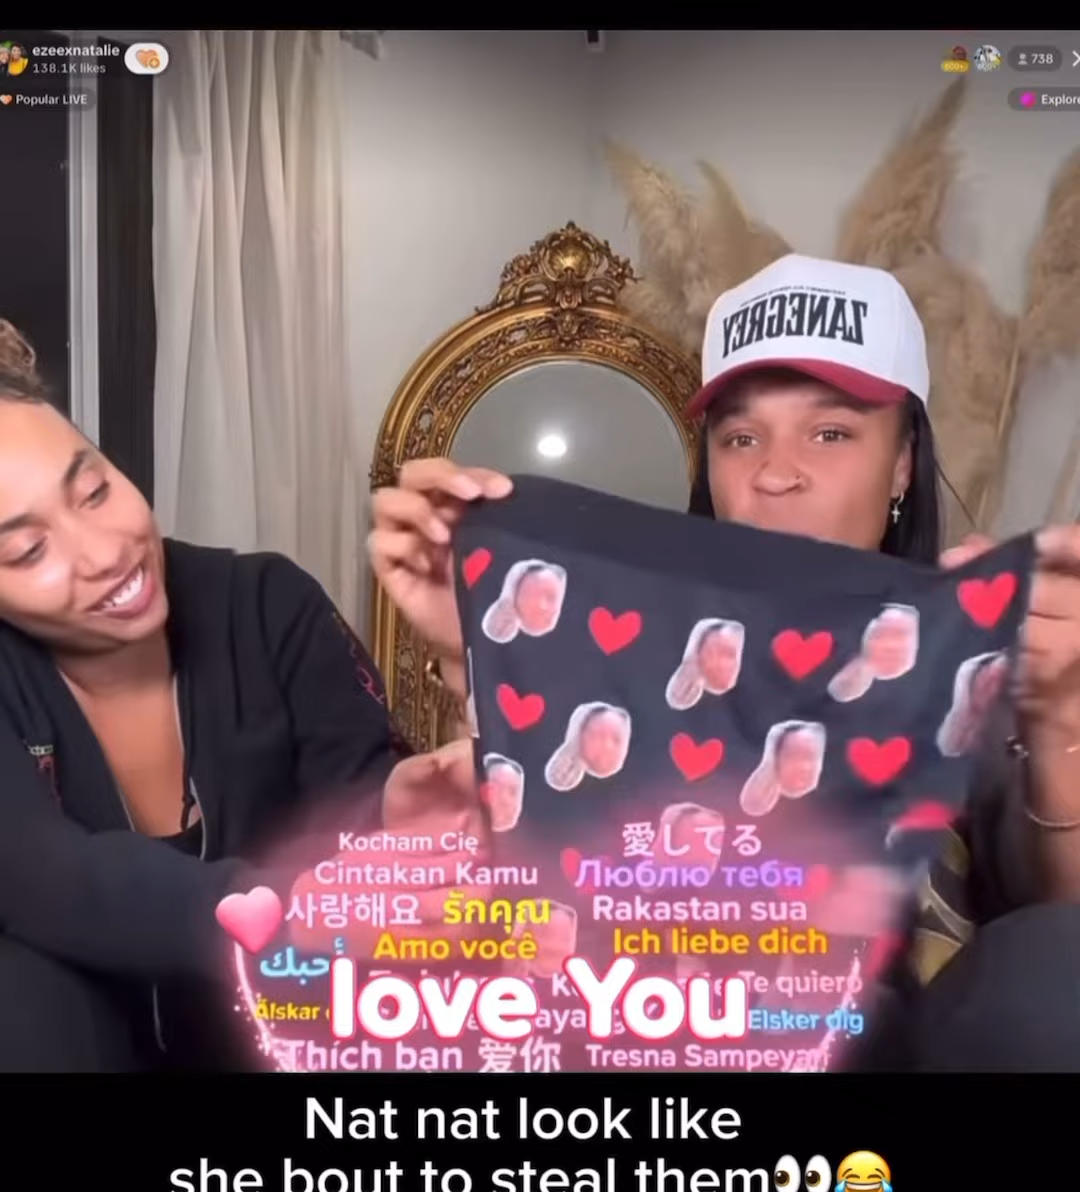 ezeexnatalie
138.1K likes
738
Popular LIVE
Explore
ZANEGREY
Kocham Cię
愛してる
Cintakan Kamu
Люблю тебя
사랑해요
รักคุณ
Rakastan sua
Amo você
Ich liebe dich
أحبك
Te quiero
love You
Älskar
Elsker dig
Thích bạn
爱你
Tresna Sampeyan
Nat nat look like
she bout to steal them👀😂